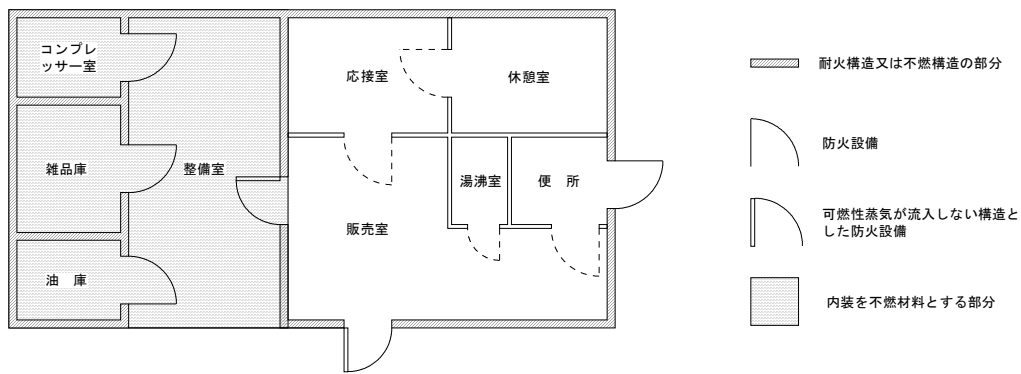 コンプレ
ッサー室
応接室
休憩室
雑品庫
整備室
湯沸室
便　所
販売室
油　庫
耐火構造又は不燃構造の部分
防火設備
可燃性蒸気が流入しない構造と
した防火設備
内装を不燃材料とする部分